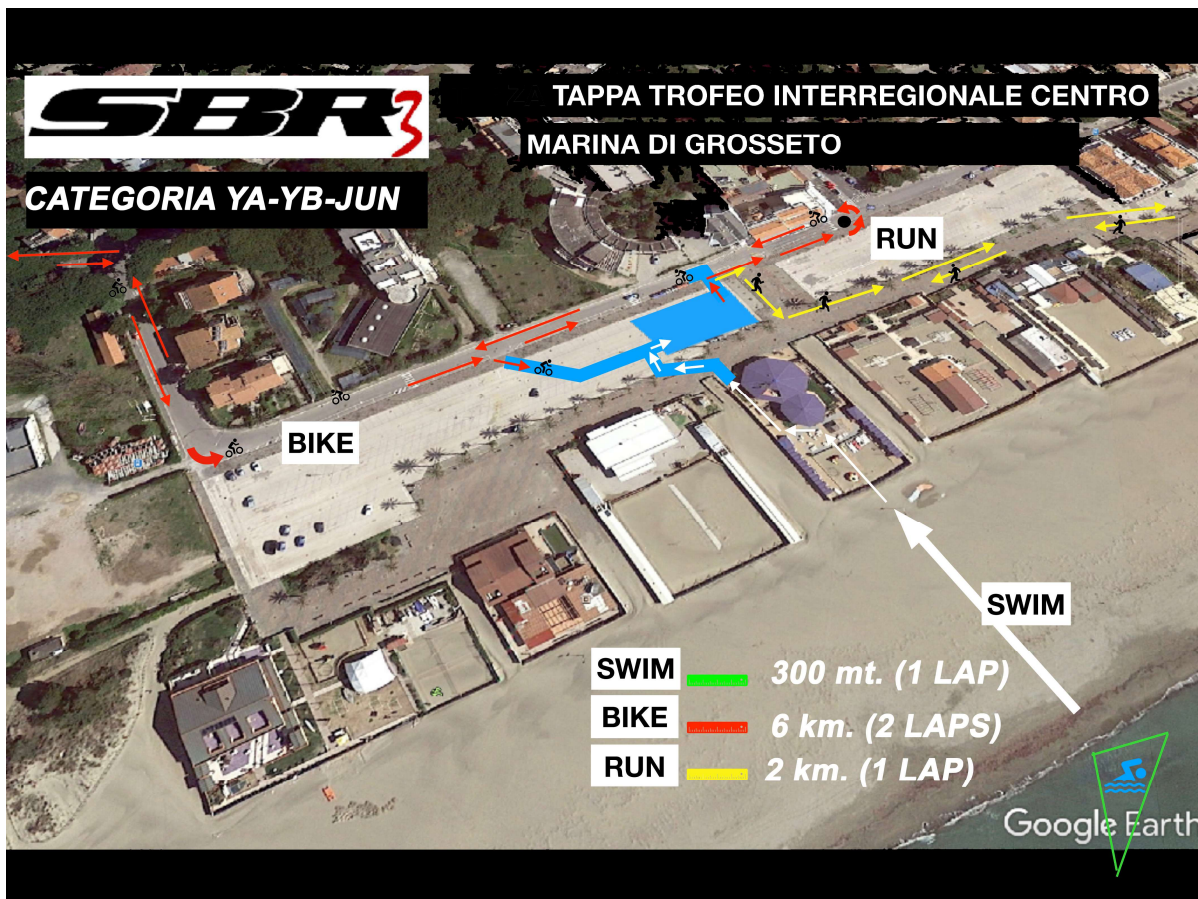 SBR3
TAPPA TROFEO INTERREGIONALE CENTRO
MARINA DI GROSSETO
CATEGORIA YA-YB-JUN
RUN
BIKE
SWIM
SWIM 300 mt. (1 LAP)
BIKE 6 km. (2 LAPS)
RUN 2 km. (1 LAP)
Google Earth